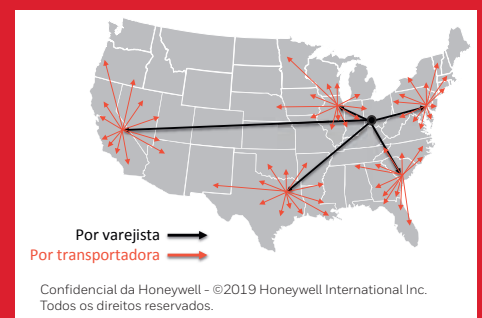 Por varejista
Por transportadora
Confidencial da Honeywell - ©2019 Honeywell International Inc.
Todos os direitos reservados.